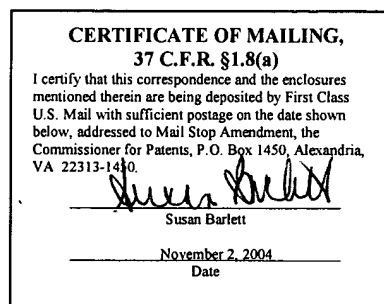 CERTIFICATE OF MAILING,
37 C.F.R. §1.8(a)
I certify that this correspondence and the enclosures
mentioned therein are being deposited by First Class
U.S. Mail with sufficient postage on the date shown
below, addressed to Mail Stop Amendment, the
Commissioner for Patents, P.O. Box 1450, Alexandria,
VA 22313-1450.
Susan Barlett
Susan Barlett
November 2, 2004
Date